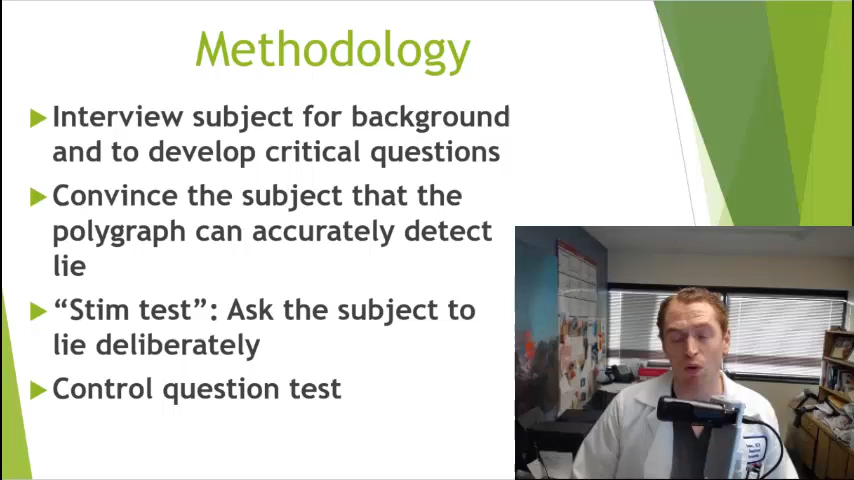 Methodology
Interview subject for background
and to develop critical questions
Convince the subject that the
polygraph can accurately detect
lie
“Stim test”: Ask the subject to
lie deliberately
Control question test